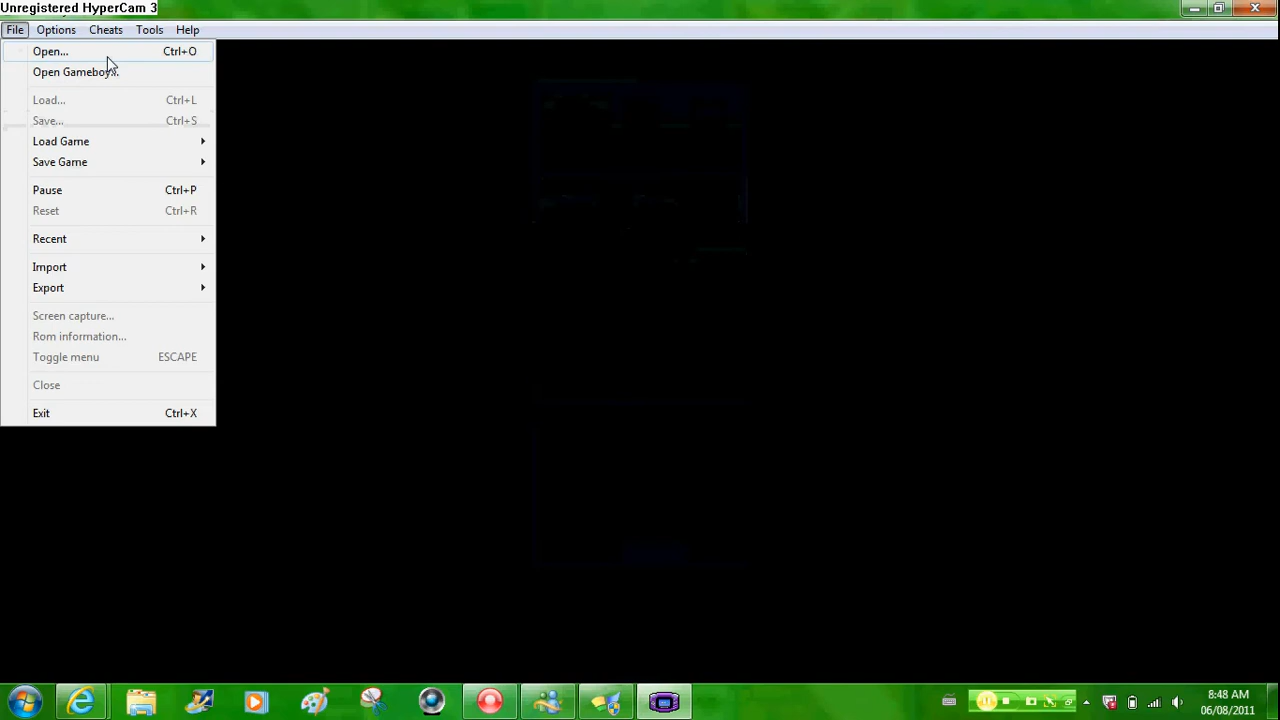 Unregistered HyperCam 3
File Options Cheats Tools Help
Open... Ctrl+O
Open Gameboy...
Load... Ctrl+L
Save... Ctrl+S
Load Game
Save Game
Pause Ctrl+P
Reset Ctrl+R
Recent
Import
Export
Screen capture...
Rom information...
Toggle menu ESCAPE
Close
Exit Ctrl+X
8:48 AM
06/08/2011